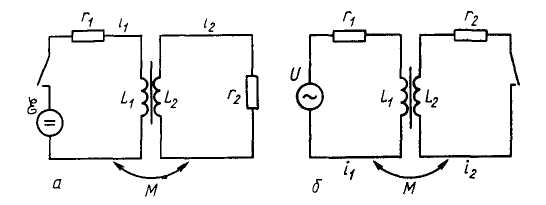 r₁ i₁ i₂ r₁ r₂
ℰ = L₁ L₂ r₂ U ~ L₁ L₂
i₁ i₂
а M б M